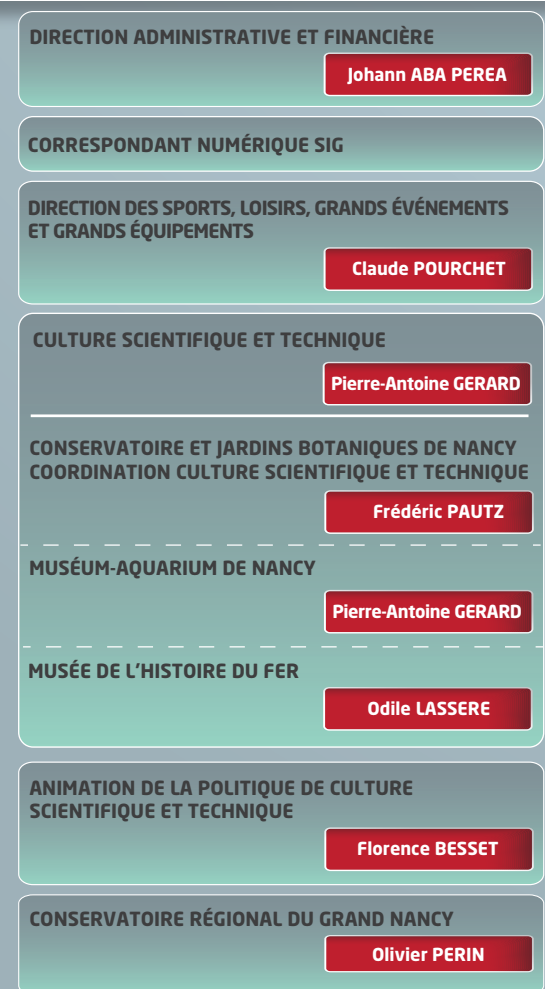 DIRECTION ADMINISTRATIVE ET FINANCIÈRE
Johann ABA PEREA
CORRESPONDANT NUMÉRIQUE SIG
DIRECTION DES SPORTS, LOISIRS, GRANDS ÉVÉNEMENTS
ET GRANDS ÉQUIPEMENTS
Claude POURCHET
CULTURE SCIENTIFIQUE ET TECHNIQUE
Pierre-Antoine GERARD
CONSERVATOIRE ET JARDINS BOTANIQUES DE NANCY
COORDINATION CULTURE SCIENTIFIQUE ET TECHNIQUE
Frédéric PAUTZ
MUSÉUM-AQUARIUM DE NANCY
Pierre-Antoine GERARD
MUSÉE DE L'HISTOIRE DU FER
Odile LASSERE
ANIMATION DE LA POLITIQUE DE CULTURE
SCIENTIFIQUE ET TECHNIQUE
Florence BESSET
CONSERVATOIRE RÉGIONAL DU GRAND NANCY
Olivier PERIN